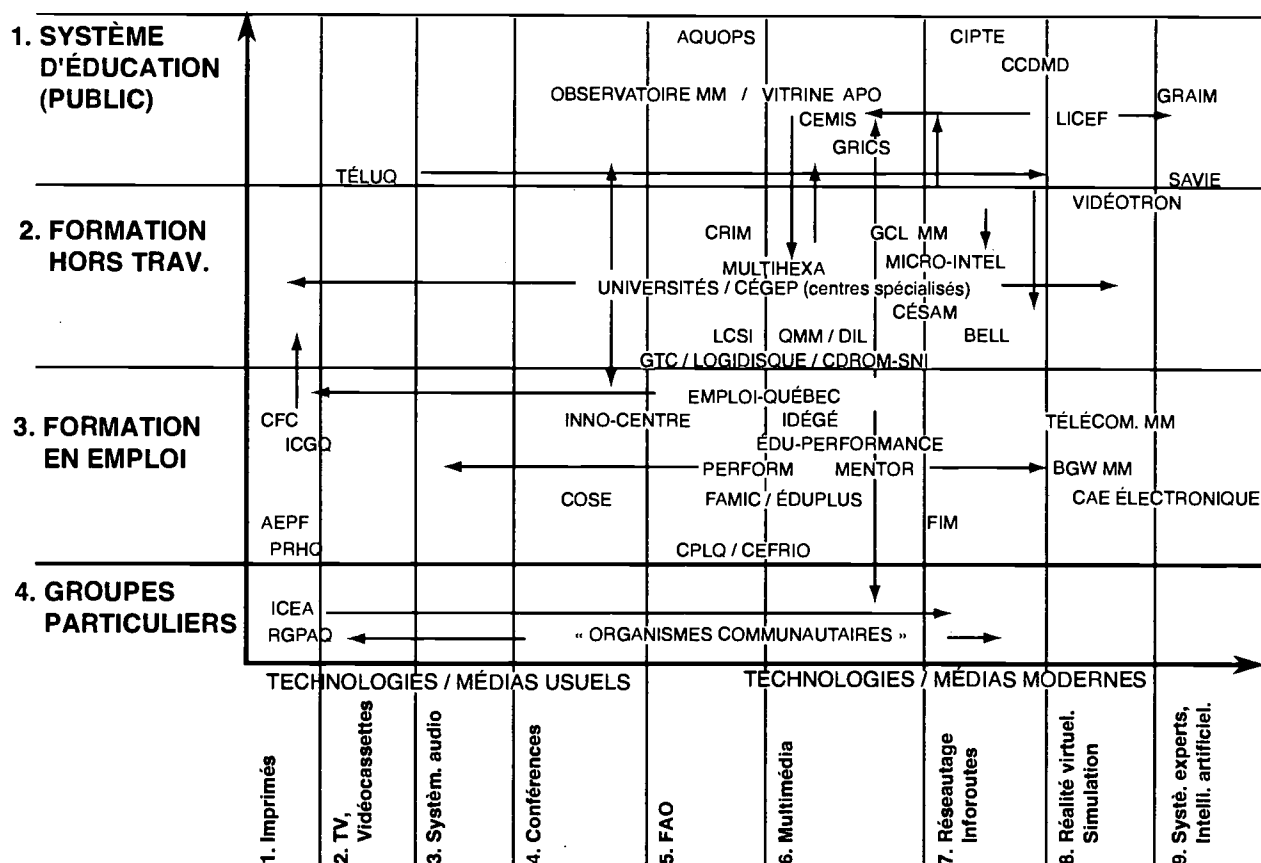 1. SYSTÈME
D'ÉDUCATION
(PUBLIC)
AQUOPS
CIPTE
CCDMD
OBSERVATOIRE MM / VITRINE APO
GRAIM
CEMIS
LICEF
GRICS
TÉLUQ
SAVIE
2. FORMATION
HORS TRAV.
VIDÉOTRON
CRIM
GCL MM
MULTIHEXA
MICRO-INTEL
UNIVERSITÉS / CÉGEP (centres spécialisés)
CÉSAM
LCSI
QMM / DIL
BELL
GTC / LOGIDISQUE / CDROM-SNI
3. FORMATION
EN EMPLOI
EMPLOI-QUÉBEC
CFC
INNO-CENTRE
IDÉGÉ
TÉLÉCOM. MM
ICGQ
ÉDU-PERFORMANCE
PERFORM
MENTOR
BGW MM
COSE
FAMIC / ÉDUPLUS
CAE ÉLECTRONIQUE
AEPF
FIM
PRHQ
CPLQ / CEFRIO
4. GROUPES
PARTICULIERS
ICEA
RGPAQ
« ORGANISMES COMMUNAUTAIRES »
TECHNOLOGIES / MÉDIAS USUELS
TECHNOLOGIES / MÉDIAS MODERNES
1. Imprimés
2. TV,
Vidéocassettes
3. Systèm. audio
4. Conférences
5. FAO
6. Multimédia
7. Réseautage
Inforoutes
8. Réalité virtuel.
Simulation
9. Systè. experts,
Intelli. artificiel.